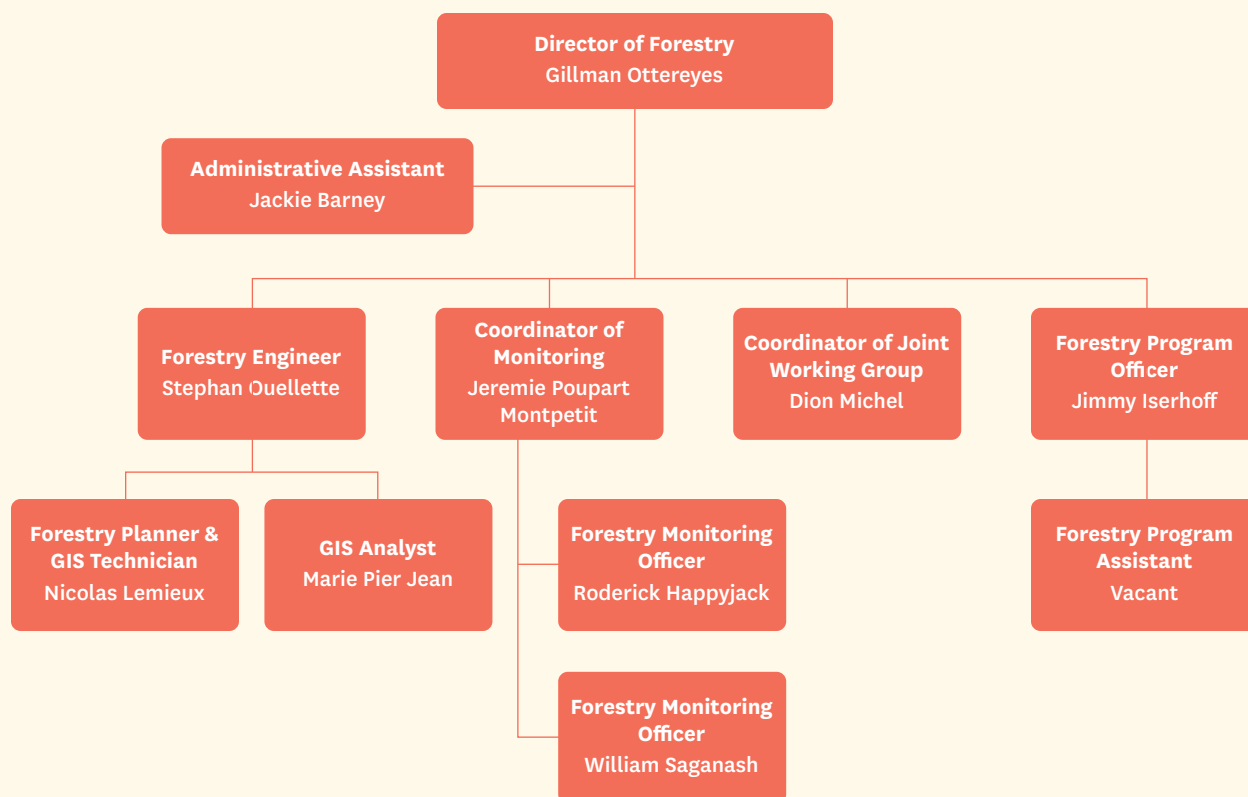 Director of Forestry
Gillman Ottereyes
Administrative Assistant
Jackie Barney
Forestry Engineer
Stephan Ouellette
Coordinator of
Monitoring
Jeremie Poupart
Montpetit
Coordinator of Joint
Working Group
Dion Michel
Forestry Program
Officer
Jimmy Iserhoff
Forestry Planner &
GIS Technician
Nicolas Lemieux
GIS Analyst
Marie Pier Jean
Forestry Monitoring
Officer
Roderick Happyjack
Forestry Program
Assistant
Vacant
Forestry Monitoring
Officer
William Saganash